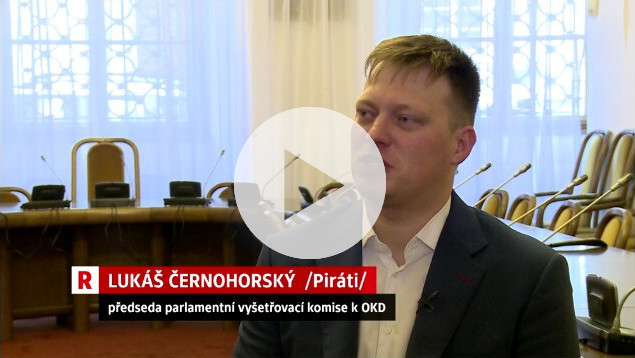 R LUKÁŠ ČERNOHORSKÝ /Piráti/
předseda parlamentní vyšetřovací komise k OKD